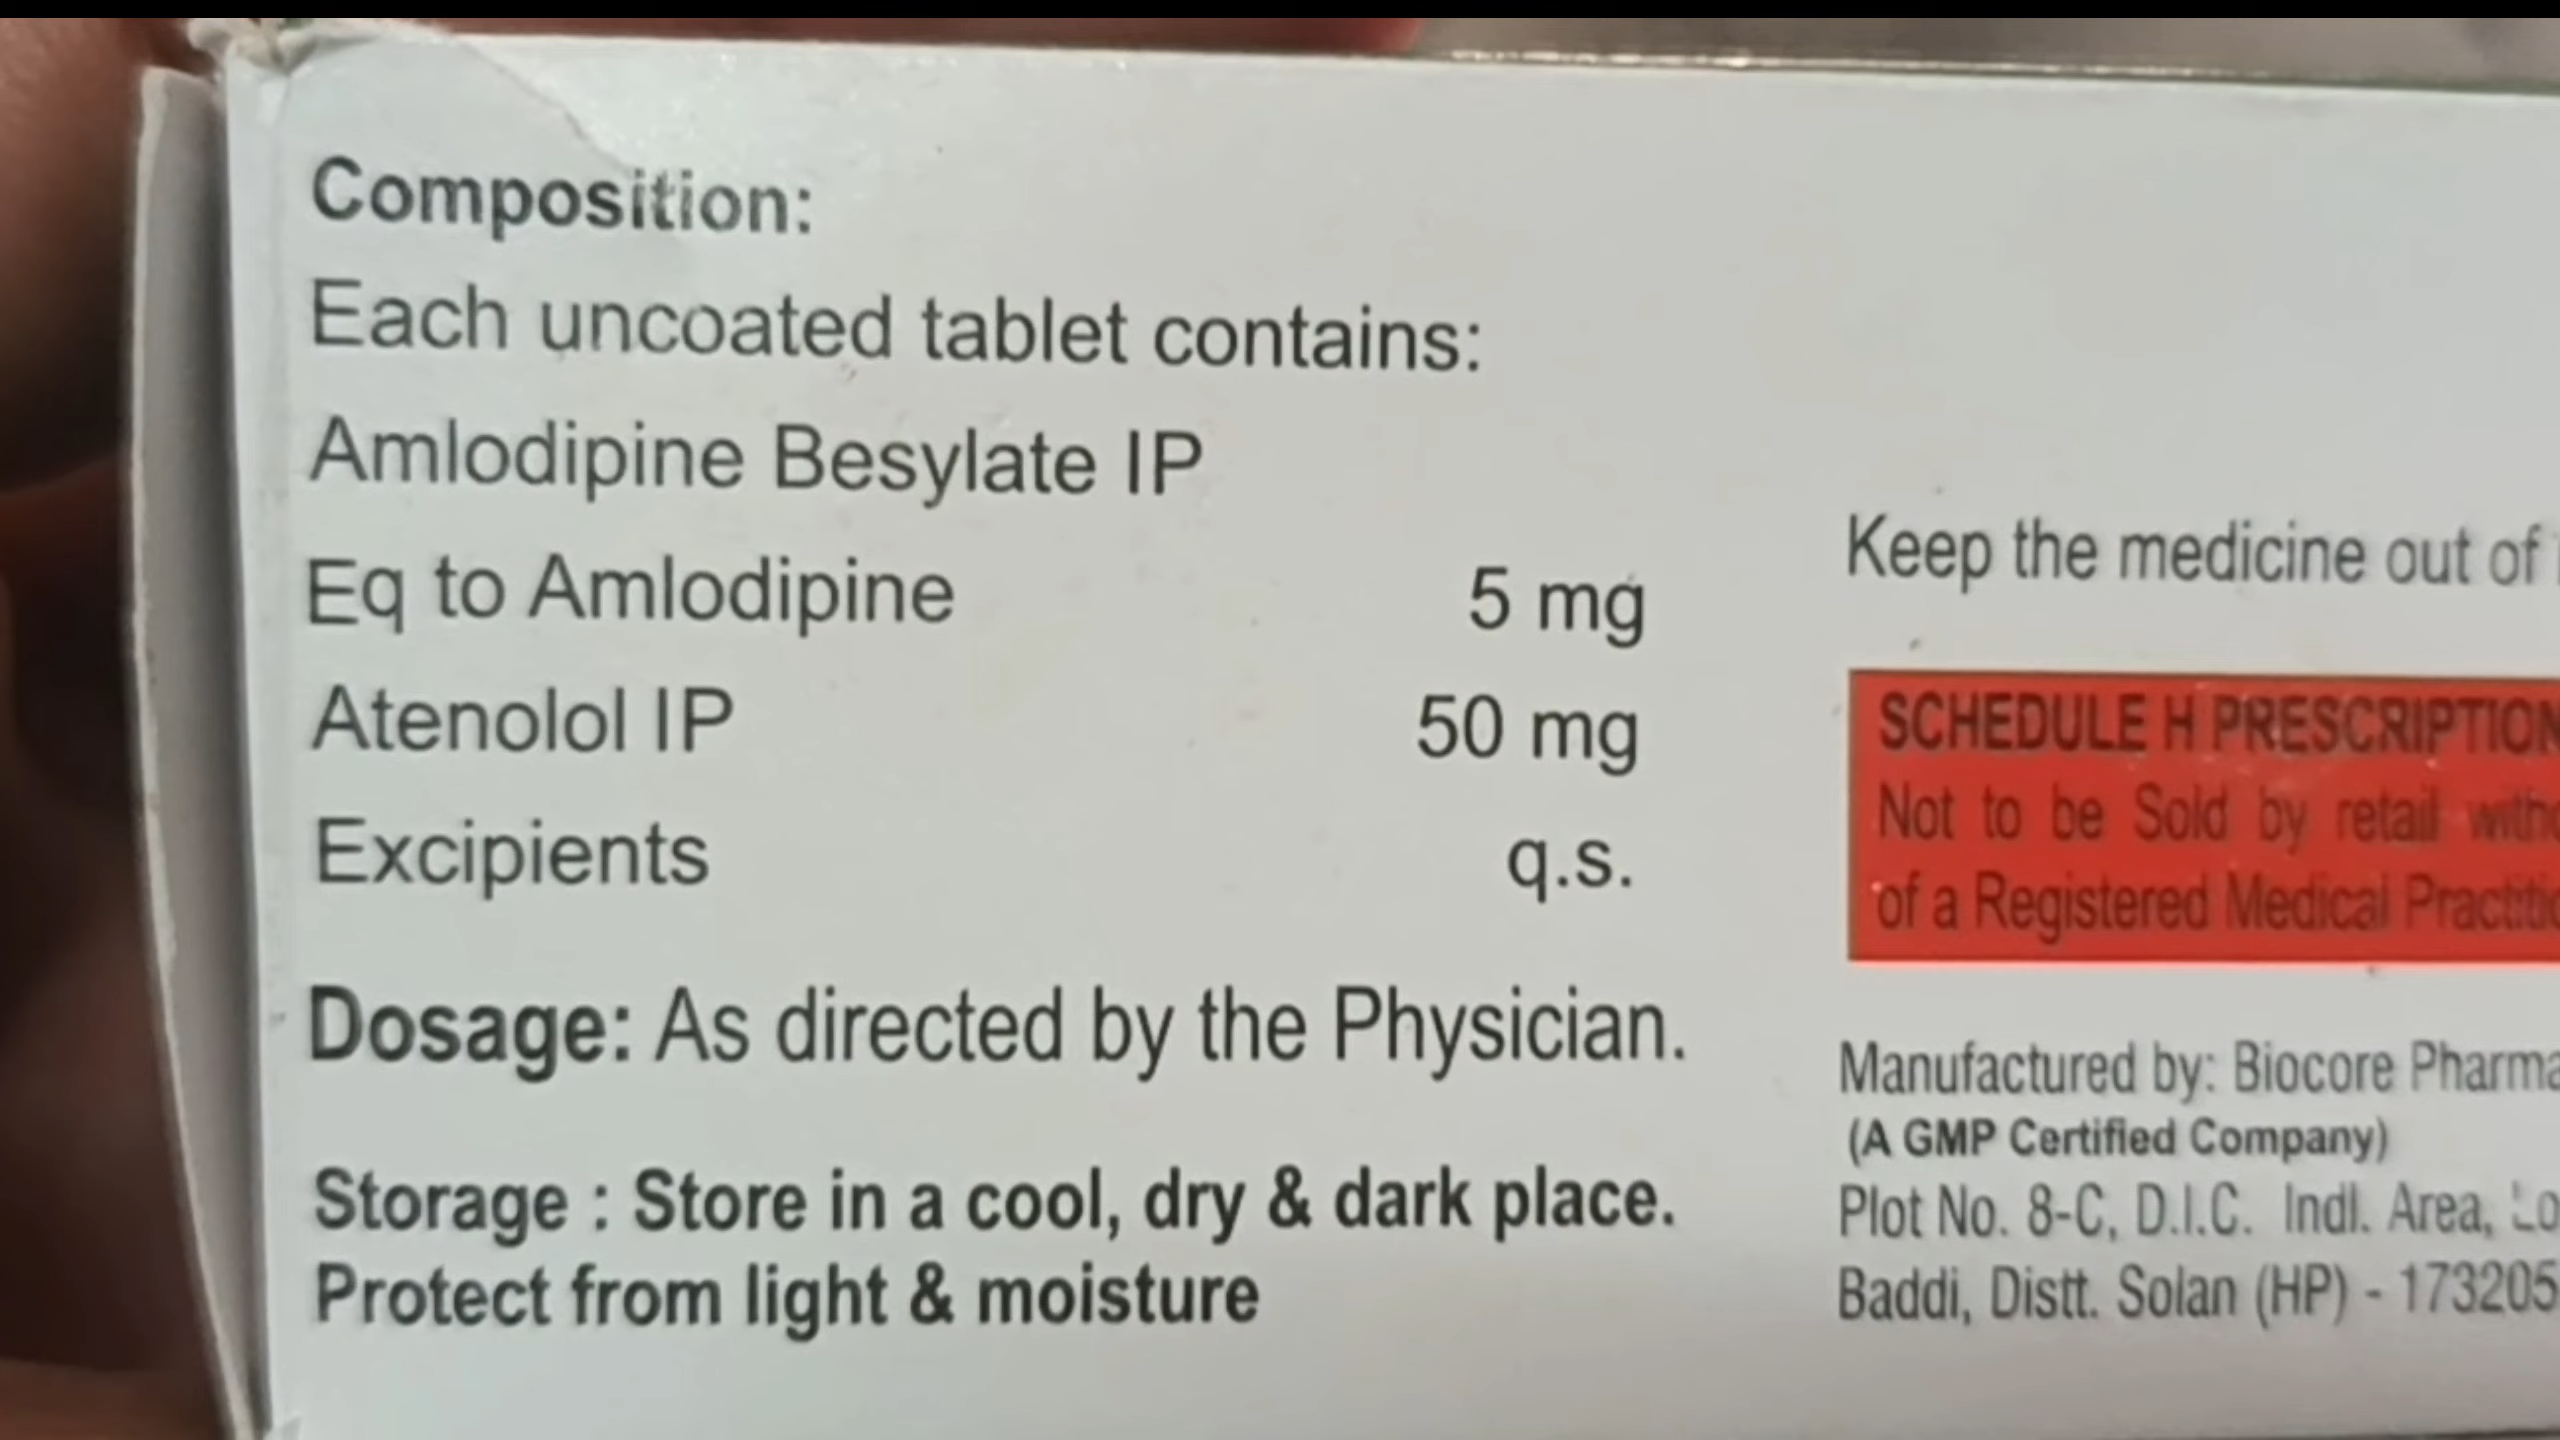 Composition:
Each uncoated tablet contains:
Amlodipine Besylate IP
Eq to Amlodipine 5 mg
Atenolol IP 50 mg
Excipients q.s.
Dosage: As directed by the Physician.
Storage : Store in a cool, dry & dark place.
Protect from light & moisture
Keep the medicine out of
SCHEDULE H PRESCRIPTION
Not to be Sold by retail
of a Registered Medical
Manufactured by: Biocore
(A GMP Certified Company)
Plot No. 8-C, D.I.C. Indl. Area,
Baddi, Distt. Solan (HP) - 173205